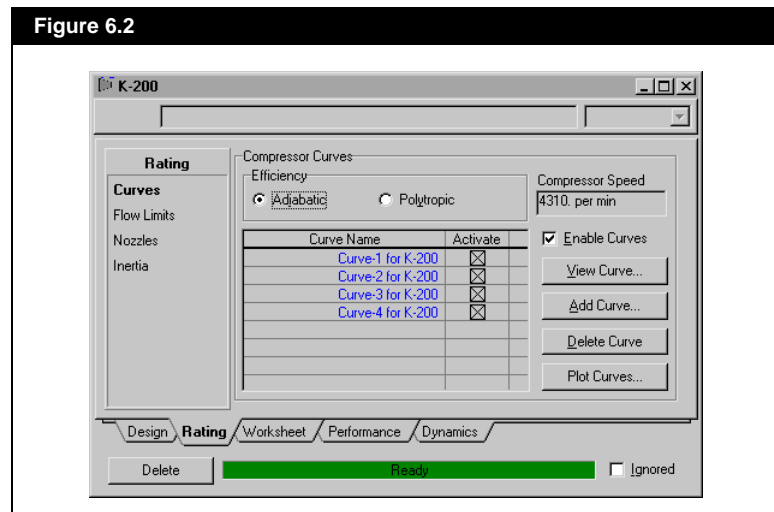 Figure 6.2
K-200
Rating
Curves
Flow Limits
Nozzles
Inertia
Compressor Curves
Efficiency
Adiabatic
Polytropic
Compressor Speed
4310. per min
Curve Name Activate
Curve-1 for K-200
Curve-2 for K-200
Curve-3 for K-200
Curve-4 for K-200
Enable Curves
View Curve...
Add Curve...
Delete Curve
Plot Curves...
Design Rating Worksheet Performance Dynamics
Delete
Ready
Ignored